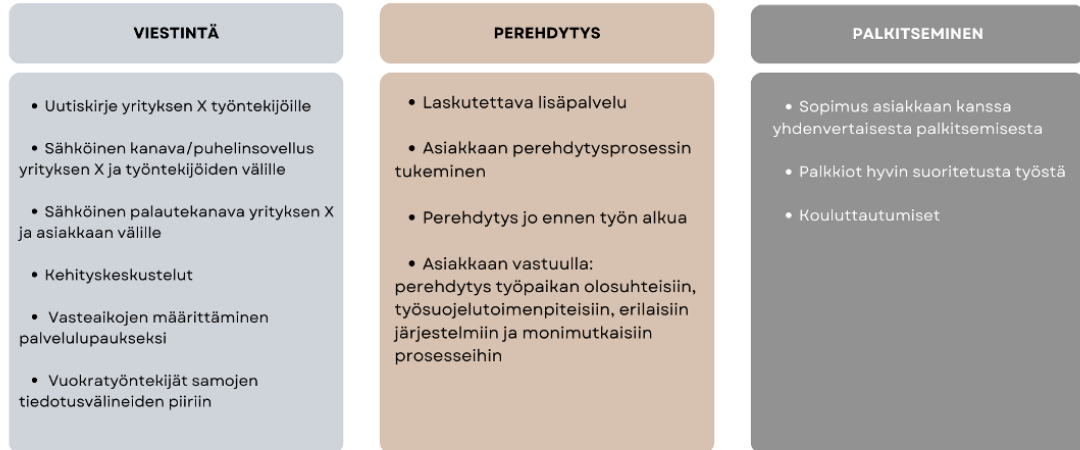 VIESTINTÄ
• Uutiskirje yrityksen X työntekijöille
• Sähköinen kanava/puhelinsovellus
yrityksen X ja työntekijöiden välille
• Sähköinen palautekanava yrityksen X
ja asiakkaan välille
• Kehityskeskustelut
• Vasteaikojen määrittäminen
palvelulupaukseksi
• Vuokratyöntekijät samojen
tiedotusvälineiden piiriin
PEREHDYTYS
• Laskutettava lisäpalvelu
• Asiakkaan perehdytysprosessin
tukeminen
• Perehdytys jo ennen työn alkua
• Asiakkaan vastuulla:
perehdytys työpaikan olosuhteisiin,
työsuojelutoimenpiteisiin, erilaisiin
järjestelmiin ja monimutkaisiin
prosesseihin
PALKITSEMINEN
• Sopimus asiakkaan kanssa
yhdenvertaisesta palkitsemisesta
• Palkkiot hyvin suoritetusta työstä
• Kouluttautumiset